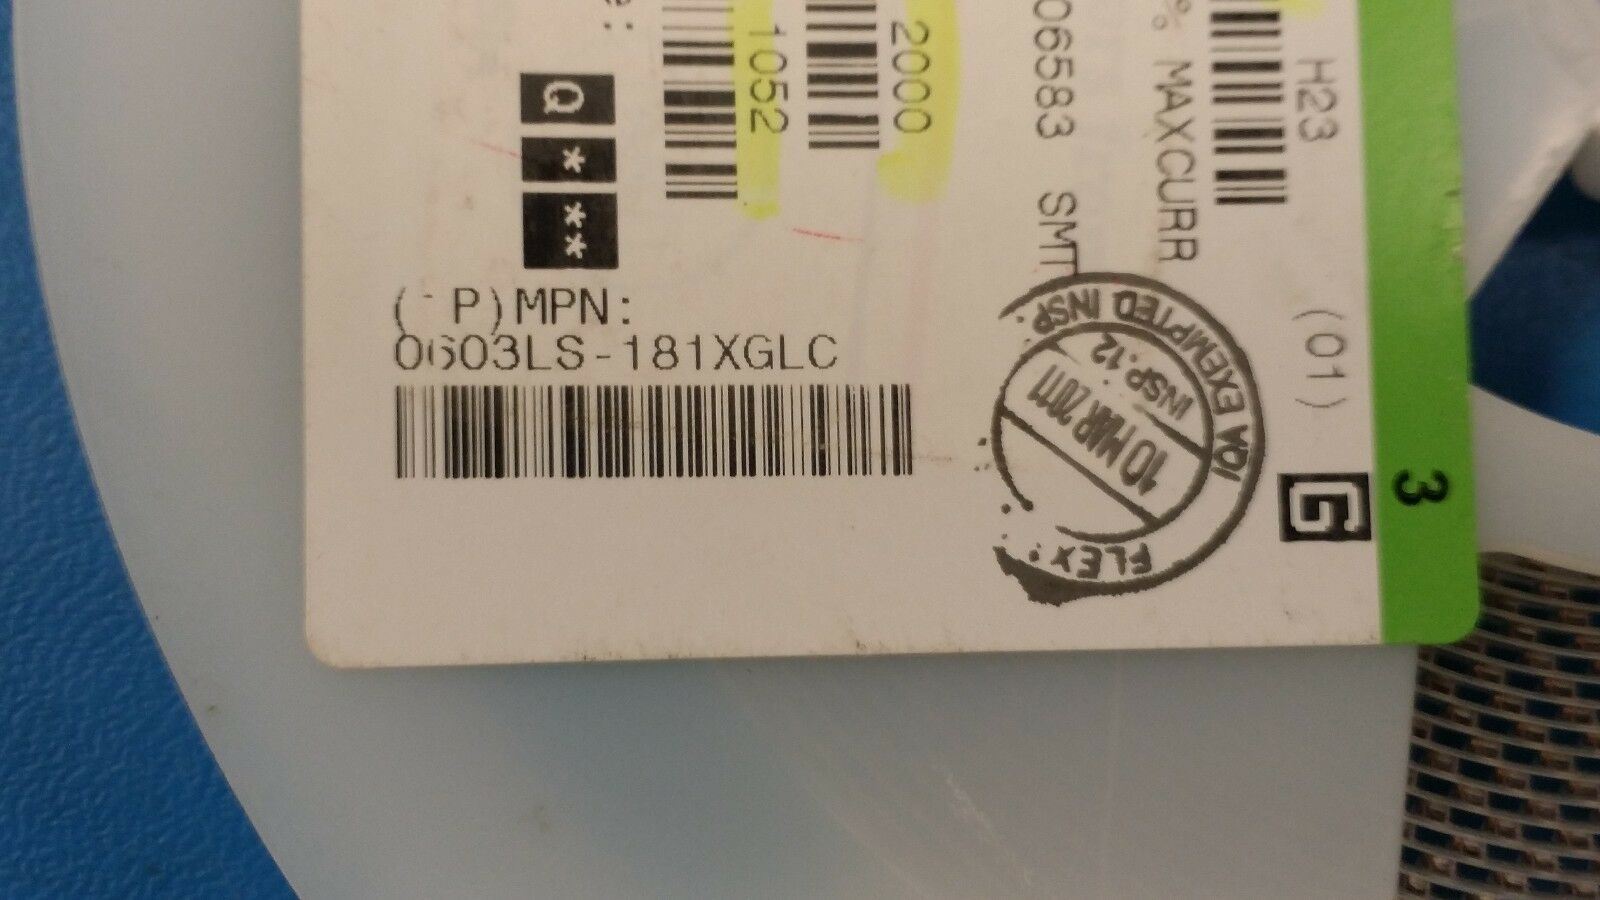 3
H23
(01)
G
% MAXCURR
06583 SMT
2000
1052
e:
Q
*
**
( P)MPN:
0603LS-181XGLC
IQA EXEMPTED INSP.
INSP.12
10 MAR 2011
FLEX